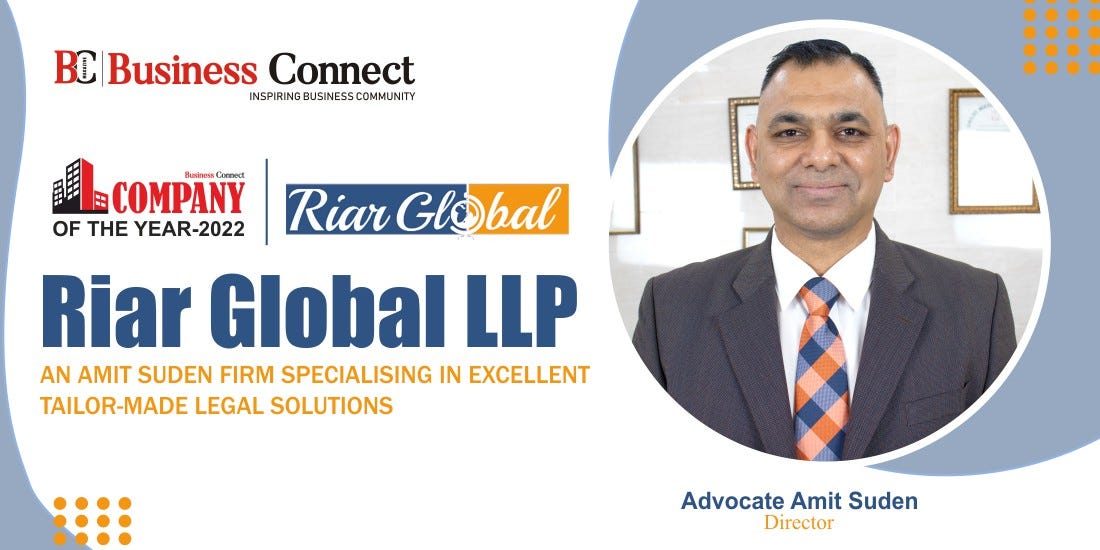 BC Business Connect
INSPIRING BUSINESS COMMUNITY
Business Connect
COMPANY
OF THE YEAR-2022
Riar Global
Riar Global LLP
AN AMIT SUDEN FIRM SPECIALISING IN EXCELLENT
TAILOR-MADE LEGAL SOLUTIONS
Advocate Amit Suden
Director